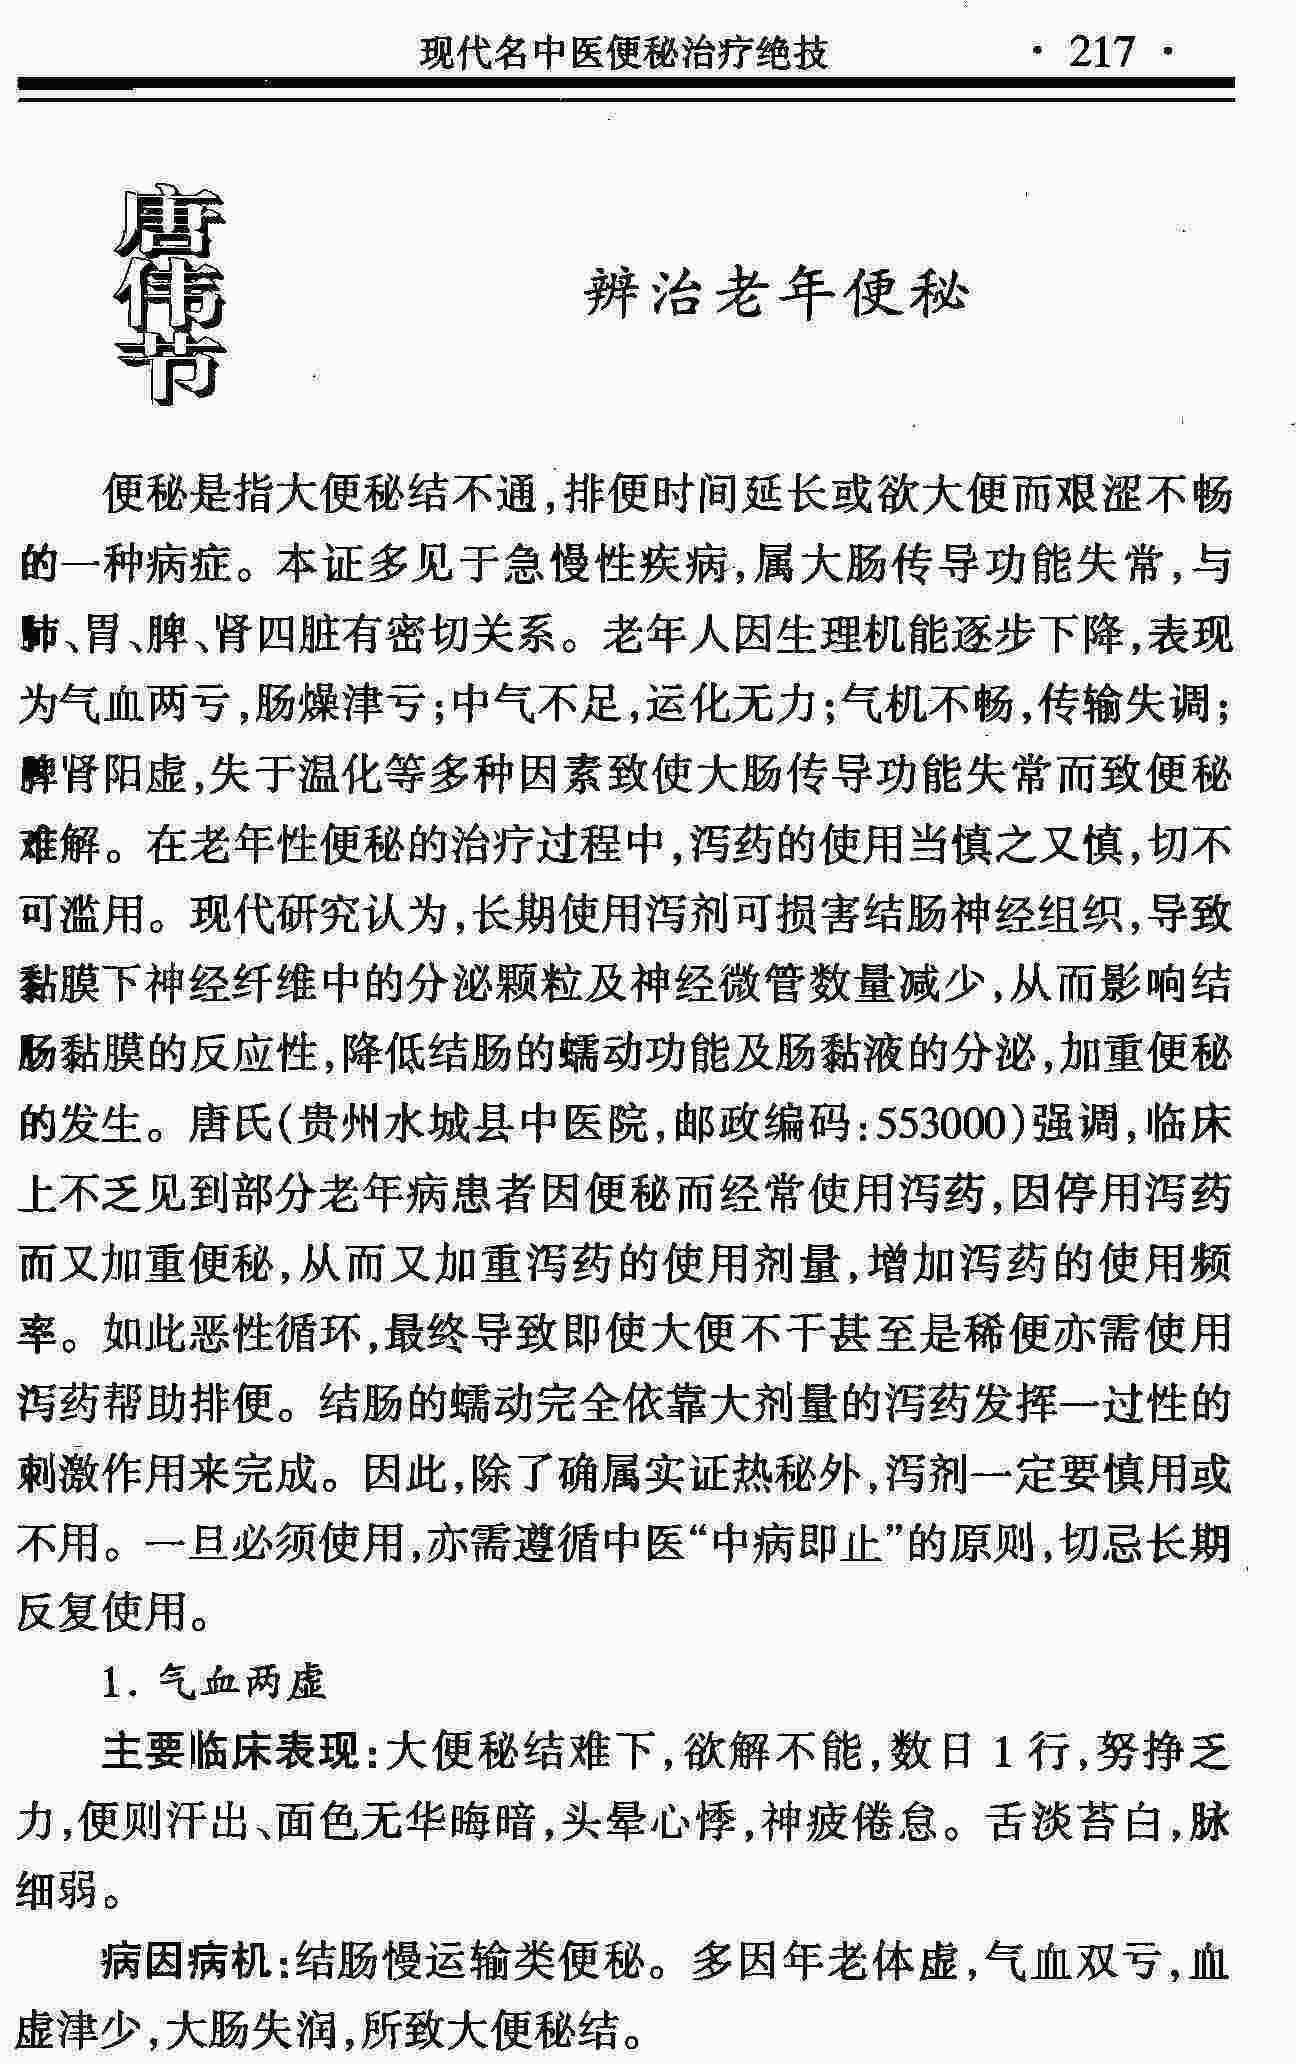 现代名中医便秘治疗绝技 · 217 ·
唐伟节
辨治老年便秘
便秘是指大便秘结不通,排便时间延长或欲大便而艰涩不畅
的一种病症。本证多见于急慢性疾病,属大肠传导功能失常,与
肺、胃、脾、肾四脏有密切关系。老年人因生理机能逐步下降,表现
为气血两亏,肠燥津亏;中气不足,运化无力;气机不畅,传输失调;
脾肾阳虚,失于温化等多种因素致使大肠传导功能失常而致便秘
难解。在老年性便秘的治疗过程中,泻药的使用当慎之又慎,切不
可滥用。现代研究认为,长期使用泻剂可损害结肠神经组织,导致
黏膜下神经纤维中的分泌颗粒及神经微管数量减少,从而影响结
肠黏膜的反应性,降低结肠的蠕动功能及肠黏液的分泌,加重便秘
的发生。唐氏(贵州水城县中医院,邮政编码:553000)强调,临床
上不乏见到部分老年病患者因便秘而经常使用泻药,因停用泻药
而又加重便秘,从而又加重泻药的使用剂量,增加泻药的使用频
率。如此恶性循环,最终导致即使大便不干甚至是稀便亦需使用
泻药帮助排便。结肠的蠕动完全依靠大剂量的泻药发挥一过性的
刺激作用来完成。因此,除了确属实证热秘外,泻剂一定要慎用或
不用。一旦必须使用,亦需遵循中医“中病即止”的原则,切忌长期
反复使用。
1. 气血两虚
主要临床表现:大便秘结难下,欲解不能,数日 1 行,努挣乏
力,便则汗出、面色无华晦暗,头晕心悸,神疲倦怠。舌淡苔白,脉
细弱。
病因病机:结肠慢运输类便秘。多因年老体虚,气血双亏,血
虚津少,大肠失润,所致大便秘结。